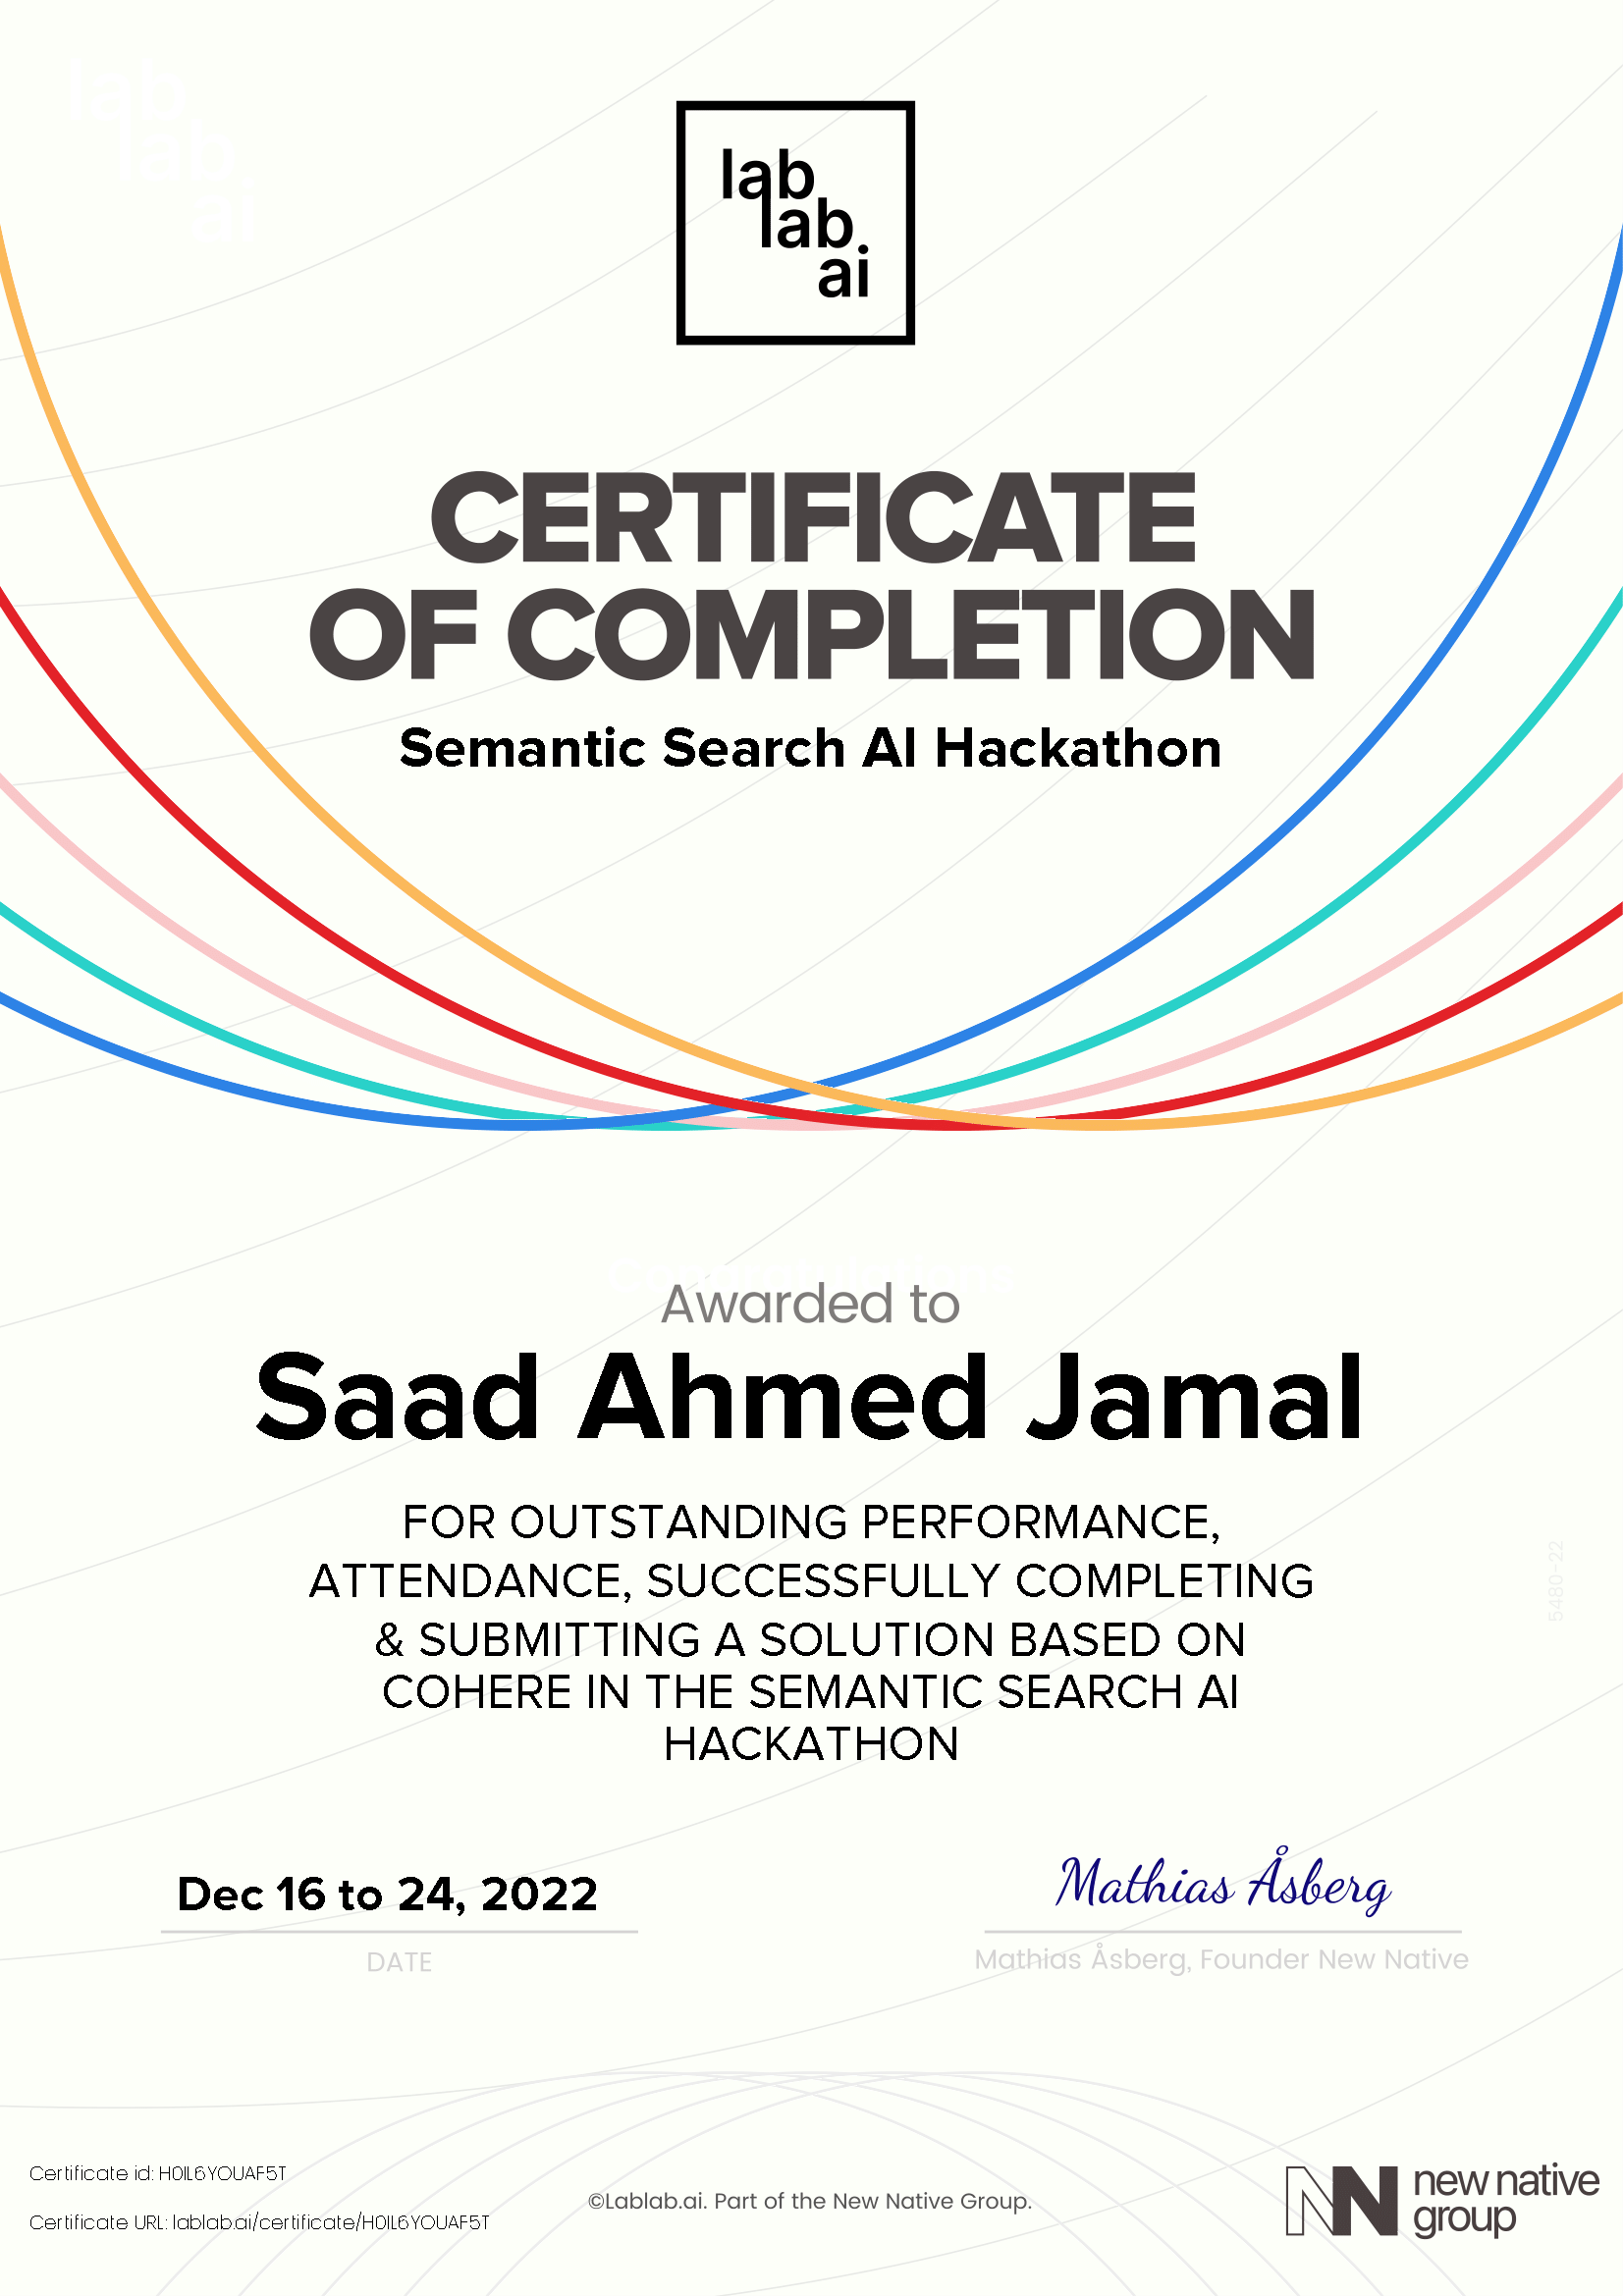 lab
lab
ai
lab
lab.
ai
CERTIFICATE
OF COMPLETION
Semantic Search AI Hackathon
Awarded to
Saad Ahmed Jamal
FOR OUTSTANDING PERFORMANCE,
ATTENDANCE, SUCCESSFULLY COMPLETING
& SUBMITTING A SOLUTION BASED ON
COHERE IN THE SEMANTIC SEARCH AI
HACKATHON
5480-22
Dec 16 to 24, 2022
DATE
Mathias Åsberg
Mathias Åsberg, Founder New Native
Certificate id: H0IL6YOUAF5T
Certificate URL: lablab.ai/certificate/H0IL6YOUAF5T
©Lablab.ai. Part of the New Native Group.
new native
group